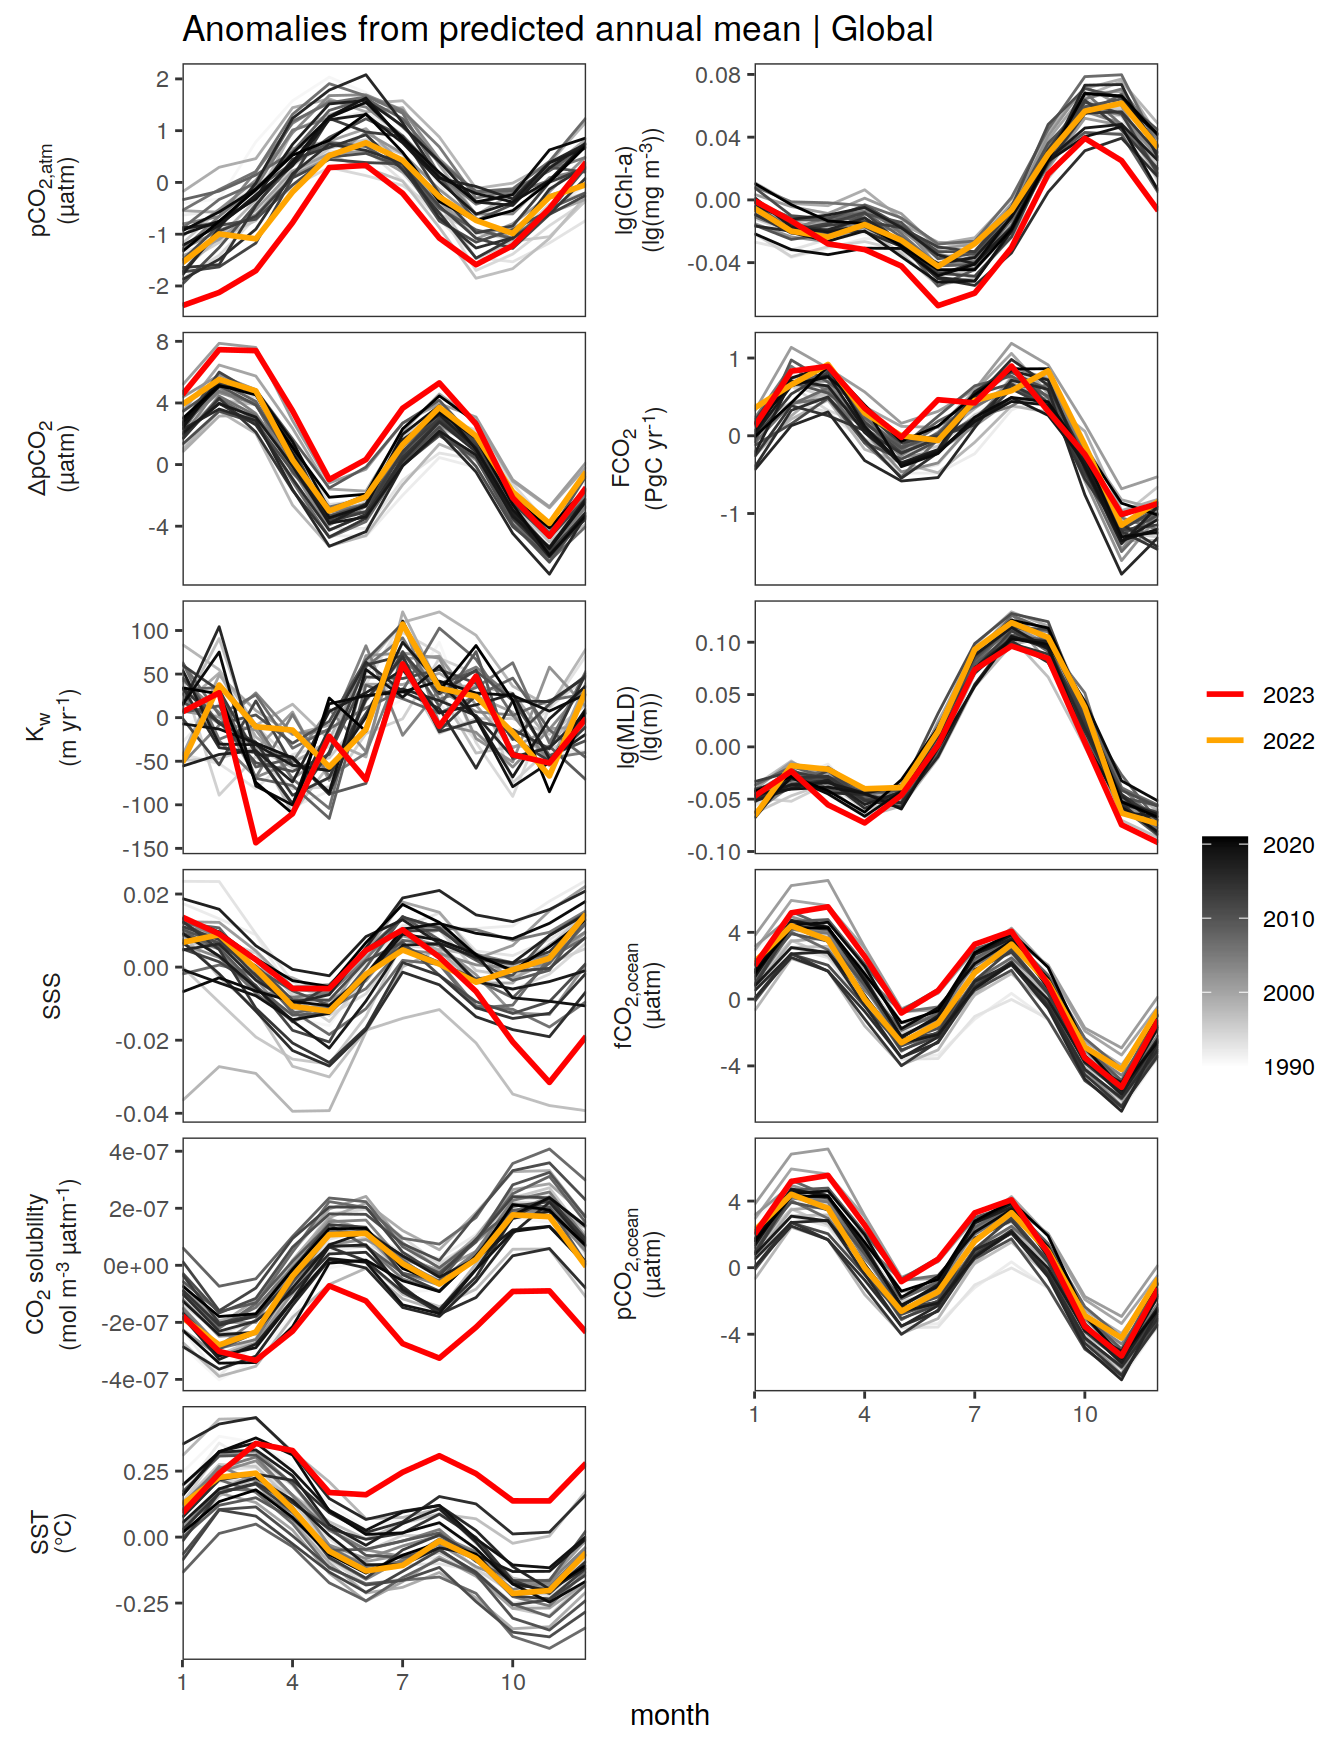 Anomalies from predicted annual mean | Global
pCO2,atm
(µatm)
2
1
0
-1
-2
lg(Chl-a)
(lg(mg m-3))
0.08
0.04
0.00
-0.04
ΔpCO2
(µatm)
8
4
0
-4
FCO2
(PgC yr-1)
1
0
-1
Kw
(m yr-1)
100
50
0
-50
-100
-150
lg(MLD)
(lg(m))
0.10
0.05
0.00
-0.05
-0.10
SSS
0.02
0.00
-0.02
-0.04
fCO2,ocean
(µatm)
4
0
-4
CO2 solubility
(mol m-3 µatm-1)
4e-07
2e-07
0e+00
-2e-07
-4e-07
pCO2,ocean
(µatm)
4
0
-4
1 4 7 10
SST
(°C)
0.25
0.00
-0.25
1 4 7 10
month
2023
2022
2020
2010
2000
1990